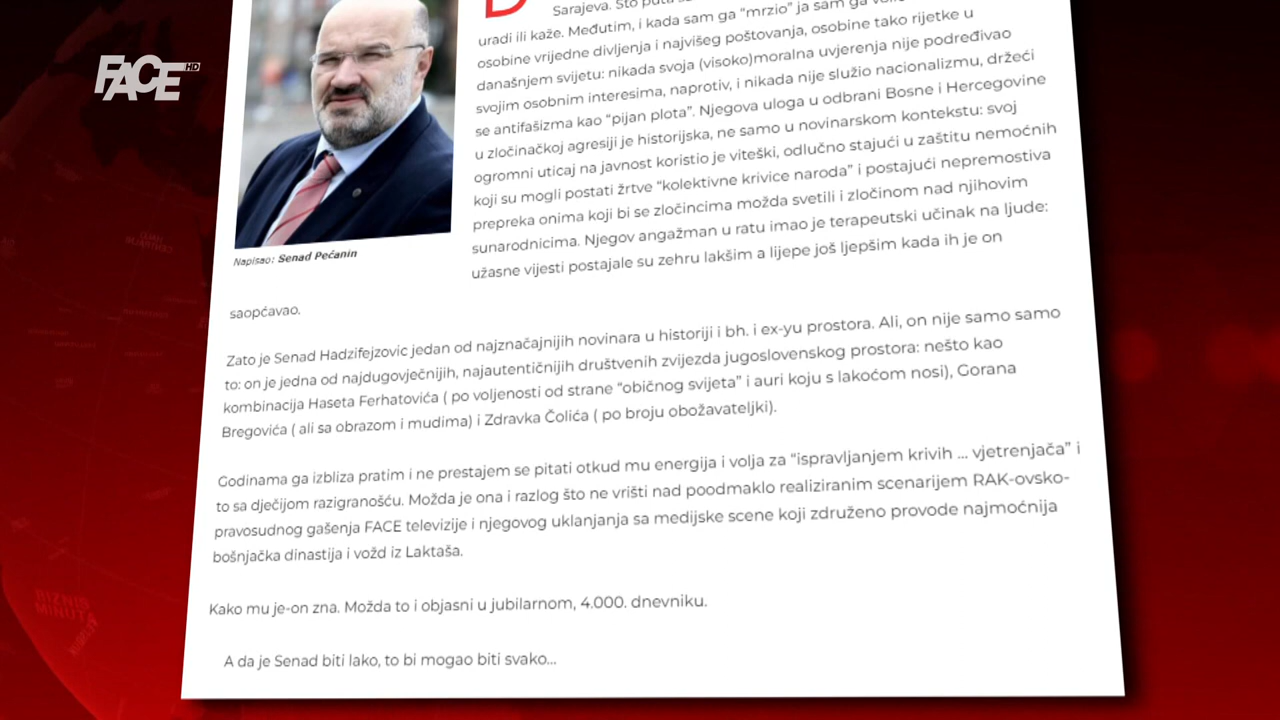 FACE HD
Sarajeva. Što puta
uradi ili kaže. Međutim, i kada sam ga “mrzio” ja sam ga
osobine vrijedne divljenja i najvišeg poštovanja, osobine tako rijetke u
današnjem svijetu: nikada svoja (visoko)moralna uvjerenja nije podređivao
svojim osobnim interesima, naprotiv, i nikada nije služio nacionalizmu, držeći
se antifašizma kao “pijan plota”. Njegova uloga u odbrani Bosne i Hercegovine
u zločinačkoj agresiji je historijska, ne samo u novinarskom kontekstu: svoj
ogromni uticaj na javnost koristio je viteški, odlučno stajući u zaštitu nemoćnih
koji su mogli postati žrtve “kolektivne krivice naroda” i postajući nepremostiva
prepreka onima koji bi se zločincima možda svetili i zločinom nad njihovim
sunarodnicima. Njegov angažman u ratu imao je terapeutski učinak na ljude:
užasne vijesti postajale su zehru lakšim a lijepe još ljepšim kada ih je on
Napisao: Senad Pećanin
saopćavao.
Zato je Senad Hadzifejzovic jedan od najznačajnijih novinara u historiji i bh. i ex-yu prostora. Ali, on nije samo samo
to: on je jedna od najdugovječnijih, najautentičnijih društvenih zvijezda jugoslovenskog prostora: nešto kao
kombinacija Haseta Ferhatovića ( po voljenosti od strane “običnog svijeta” i auri koju s lakoćom nosi), Gorana
Bregovića ( ali sa obrazom i mudima) i Zdravka Čolića ( po broju obožavateljki).
Godinama ga izbliza pratim i ne prestajem se pitati otkud mu energija i volja za “ispravljanjem krivih ... vjetrenjača” i
to sa dječijom razigranošću. Možda je ona i razlog što ne vrišti nad poodmaklo realiziranim scenarijem RAK-ovsko-
pravosudnog gašenja FACE televizije i njegovog uklanjanja sa medijske scene koji združeno provode najmoćnija
bošnjačka dinastija i vožd iz Laktaša.
Kako mu je-on zna. Možda to i objasni u jubilarnom, 4.000. dnevniku.
A da je Senad biti lako, to bi mogao biti svako...